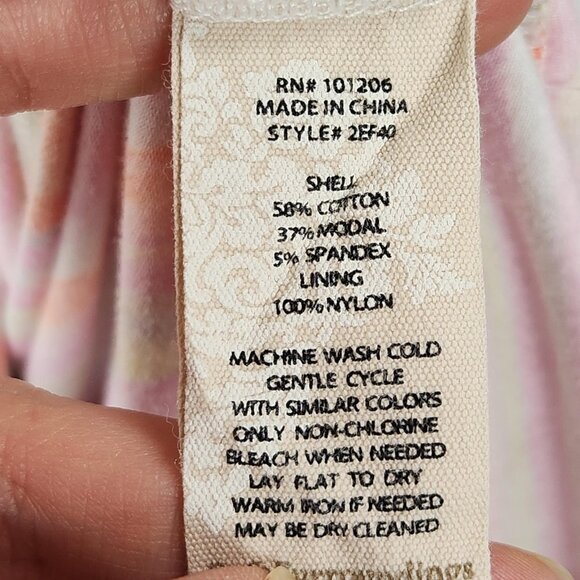 RN# 101206
MADE IN CHINA
STYLE# 2EF40
SHELL
58% COTTON
37% MODAL
5% SPANDEX
LINING
100% NYLON
MACHINE WASH COLD
GENTLE CYCLE
WITH SIMILAR COLORS
ONLY NON-CHLORINE
BLEACH WHEN NEEDED
LAY FLAT TO DRY
WARM IRON IF NEEDED
MAY BE DRY CLEANED